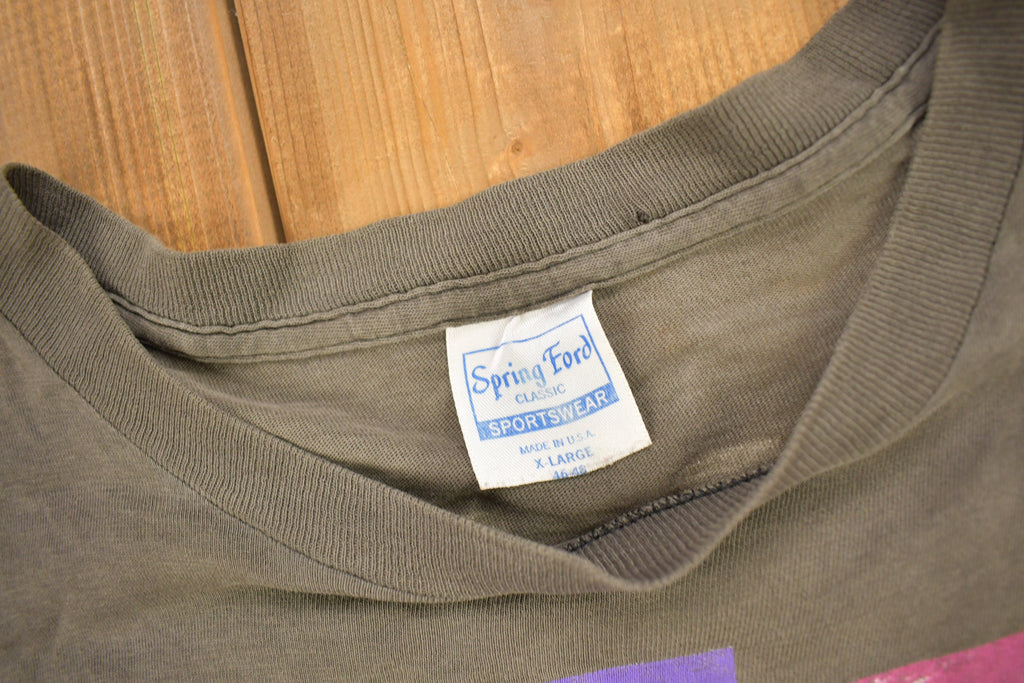 Spring Ford
CLASSIC
SPORTSWEAR
MADE IN U.S.A.
X-LARGE
46-48